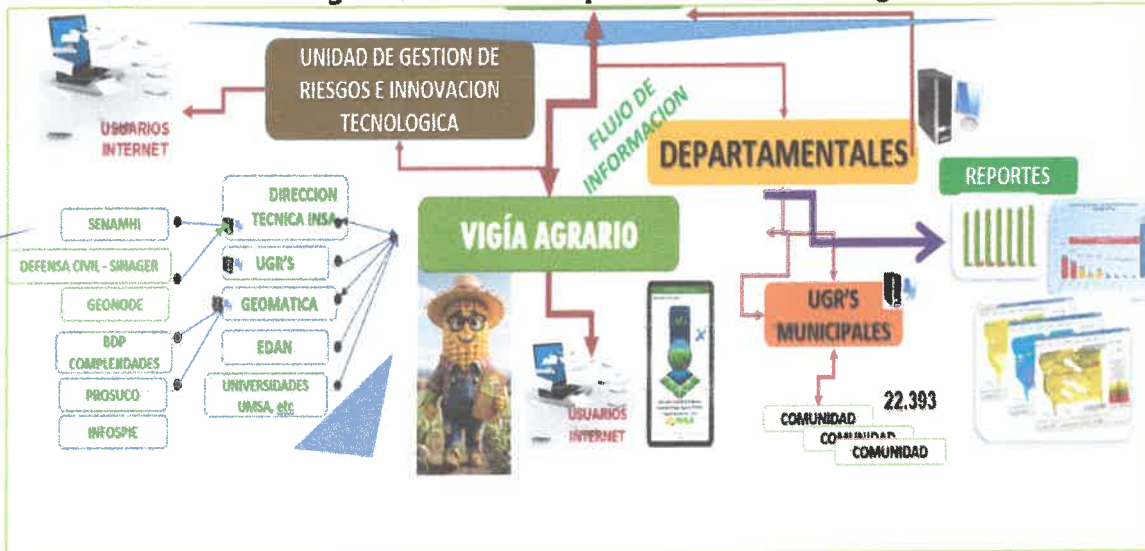 UNIDAD DE GESTION DE
RIESGOS E INNOVACION
TECNOLOGICA
USUARIOS
INTERNET
FLUJO DE
INFORMACION
DEPARTAMENTALES
REPORTES
DIRECCION
TECNICA INSA
SENAMHI
DEFENSA CIVIL - SINAGER
UGR'S
GEONODE
GEOMATICA
BDP
COMPLEJIDADES
EDAN
PROSUCO
UNIVERSIDADES
UMSA, etc
INFOSPIE
VIGÍA AGRARIO
USUARIOS
INTERNET
UGR'S
MUNICIPALES
22.393
COMUNIDAD
COMUNIDAD
COMUNIDAD